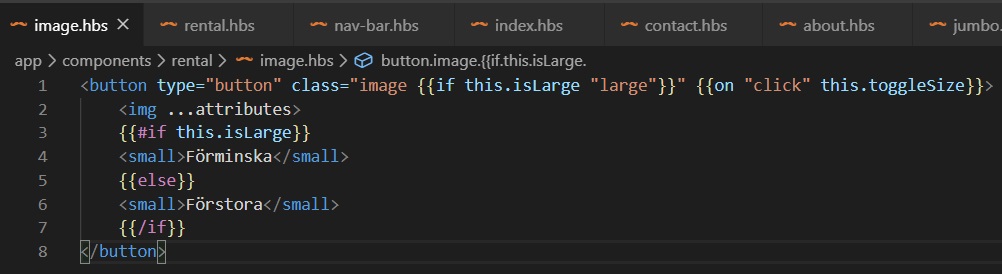 image.hbs rental.hbs nav-bar.hbs index.hbs contact.hbs about.hbs jumbo.
app > components > rental > image.hbs > button.image.{{if.this.isLarge.
1 <button type="button" class="image {{if this.isLarge "large"}}" {{on "click" this.toggleSize}}>
2 <img ...attributes>
3 {{#if this.isLarge}}
4 <small>Förminska</small>
5 {{else}}
6 <small>Förstora</small>
7 {{/if}}
8 </button>